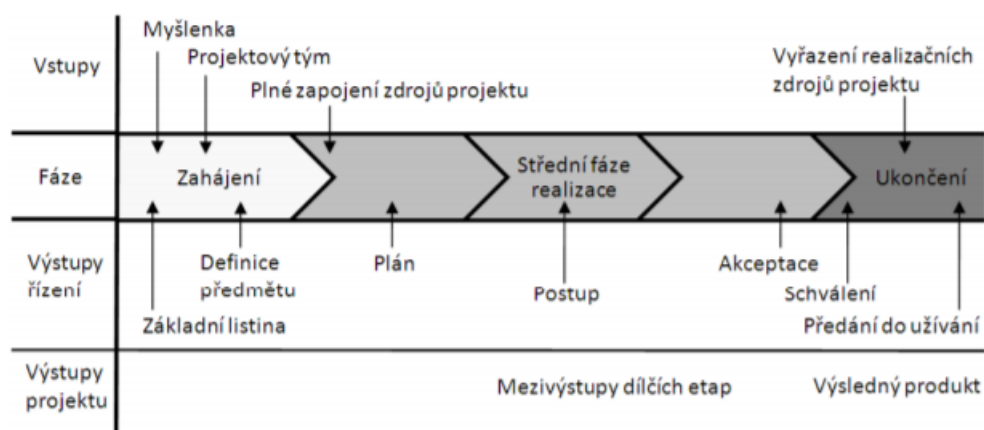 Myšlenka
Vstupy
Projektový tým
Plné zapojení zdrojů projektu
Vyřazení realizačních
zdrojů projektu
Fáze
Zahájení
Střední fáze
realizace
Ukončení
Výstupy
řízení
Definice
předmětu
Základní listina
Plán
Postup
Akceptace
Schválení
Předání do užívání
Výstupy
projektu
Mezivýstupy dílčích etap
Výsledný produkt